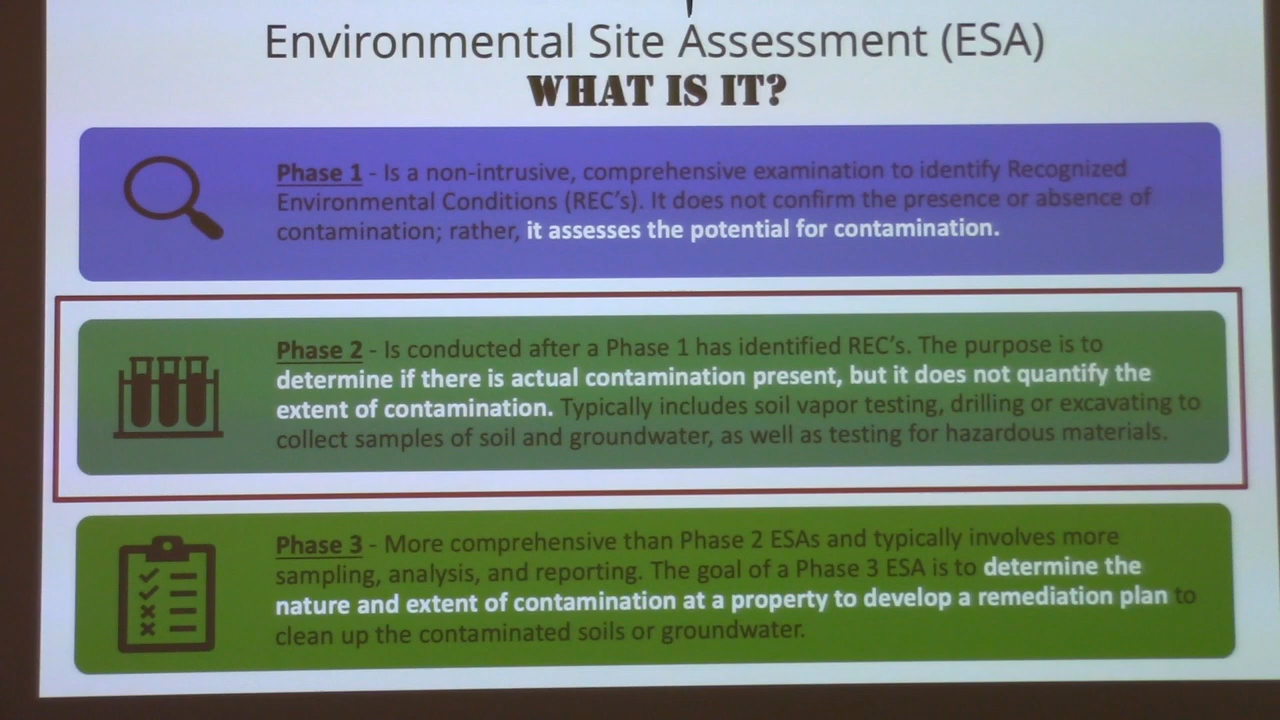 Environmental Site Assessment (ESA)
WHAT IS IT?
Phase 1 - Is a non-intrusive, comprehensive examination to identify Recognized
Environmental Conditions (REC's). It does not confirm the presence or absence of
contamination; rather, it assesses the potential for contamination.
Phase 2 - Is conducted after a Phase 1 has identified REC's. The purpose is to
determine if there is actual contamination present, but it does not quantify the
extent of contamination. Typically includes soil vapor testing, drilling or excavating to
collect samples of soil and groundwater, as well as testing for hazardous materials.
Phase 3 - More comprehensive than Phase 2 ESAs and typically involves more
sampling, analysis, and reporting. The goal of a Phase 3 ESA is to determine the
nature and extent of contamination at a property to develop a remediation plan to
clean up the contaminated soils or groundwater.